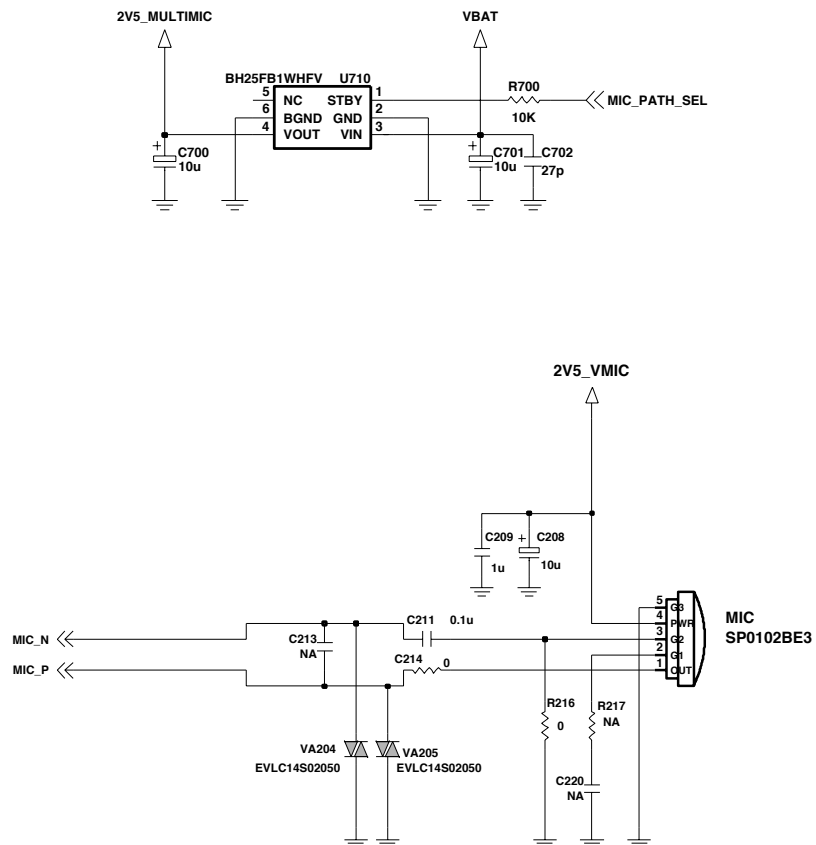 2V5_MULTIMIC
VBAT
BH25FB1WHFV U710
R700
5 NC STBY 1
MIC_PATH_SEL
6 BGND GND 2
10K
4 VOUT VIN 3
+ C700
10u
+ C701
10u
C702
27p
2V5_VMIC
C209
1u
+ C208
10u
5 G3
4 PWR
3 G2
2 G1
1 OUT
MIC
SP0102BE3
C211 0.1u
MIC_N
C213
NA
C214 0
MIC_P
R216
0
R217
NA
VA204
EVLC14S02050
VA205
EVLC14S02050
C220
NA